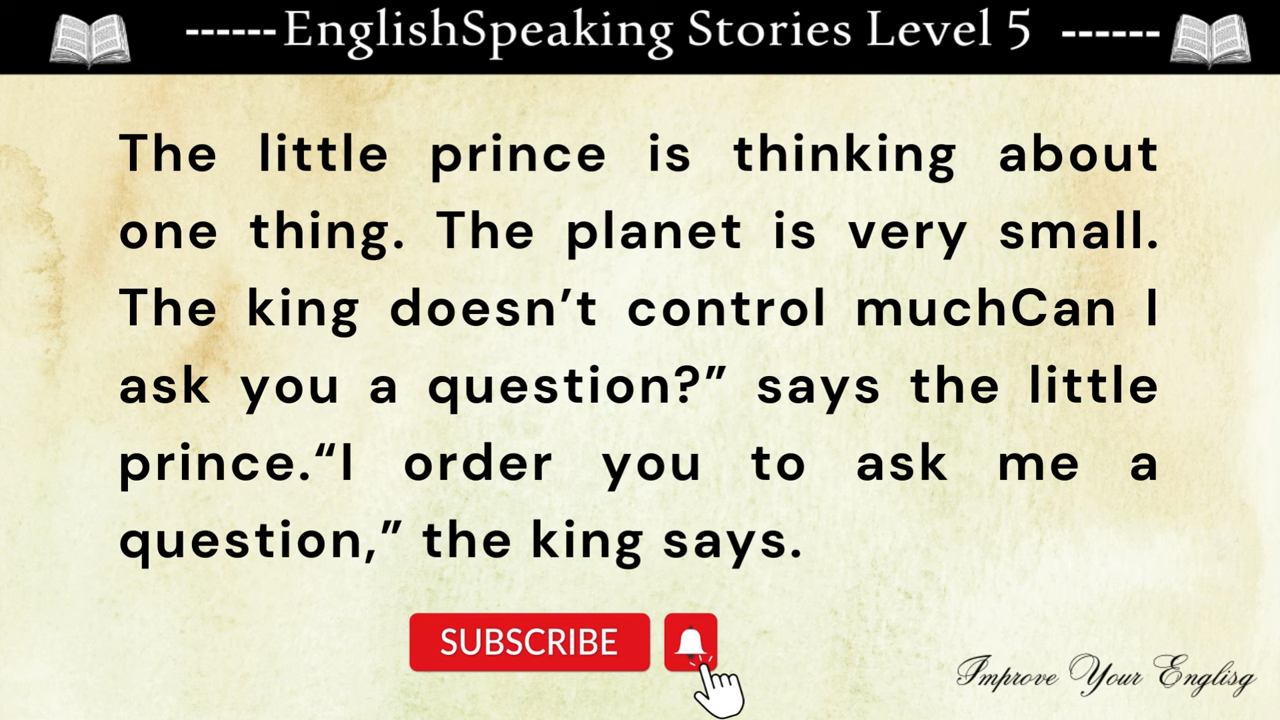 ------EnglishSpeaking Stories Level 5 ------
The little prince is thinking about
one thing. The planet is very small.
The king doesn’t control muchCan I
ask you a question?” says the little
prince.“I order you to ask me a
question,” the king says.
SUBSCRIBE
Improve Your Englisg